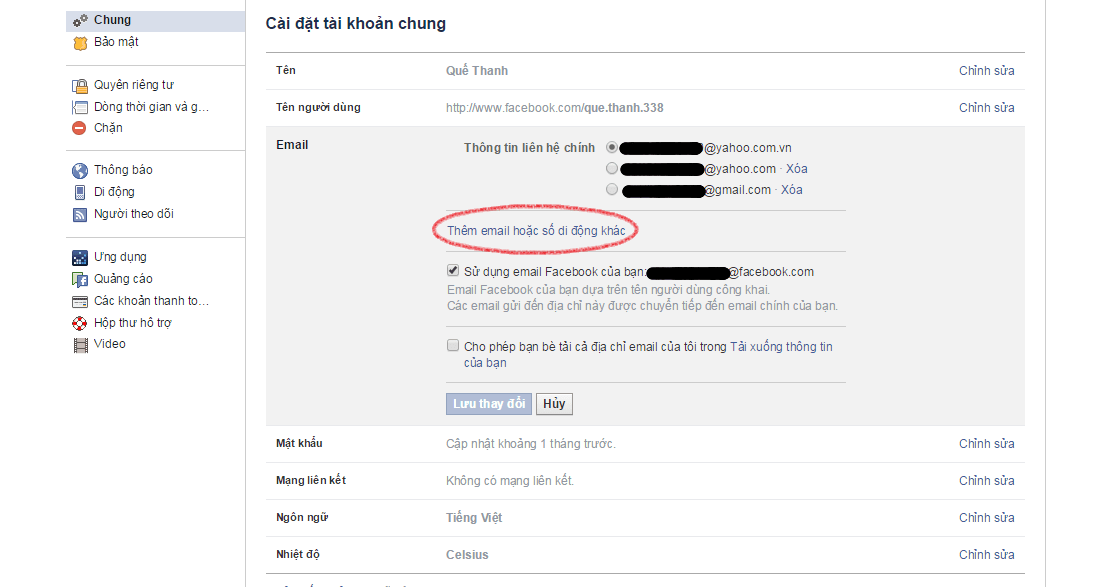 Chung
Bảo mật
Quyền riêng tư
Dòng thời gian và g...
Chặn
Thông báo
Di động
Người theo dõi
Ứng dụng
Quảng cáo
Các khoản thanh to...
Hộp thư hỗ trợ
Video
Cài đặt tài khoản chung
Tên Quế Thanh Chỉnh sửa
Tên người dùng http://www.facebook.com/que.thanh.338 Chỉnh sửa
Email Thông tin liên hệ chính @yahoo.com.vn
@yahoo.com · Xóa
@gmail.com · Xóa
Thêm email hoặc số di động khác
Sử dụng email Facebook của bạn: @facebook.com
Email Facebook của bạn dựa trên tên người dùng công khai.
Các email gửi đến địa chỉ này được chuyển tiếp đến email chính của bạn.
Cho phép bạn bè tải cả địa chỉ email của tôi trong Tải xuống thông tin
của bạn
Lưu thay đổi Hủy
Mật khẩu Cập nhật khoảng 1 tháng trước. Chỉnh sửa
Mạng liên kết Không có mạng liên kết. Chỉnh sửa
Ngôn ngữ Tiếng Việt Chỉnh sửa
Nhiệt độ Celsius Chỉnh sửa